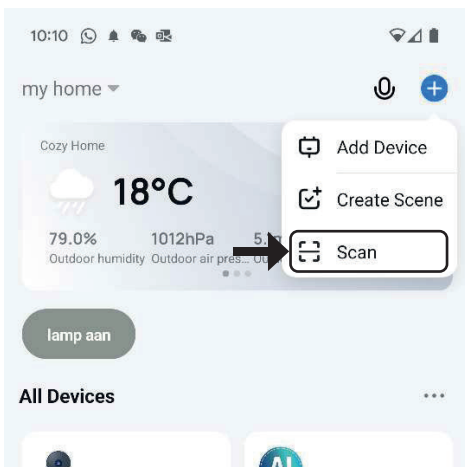 10:10
my home
Cozy Home
18°C
Add Device
Create Scene
Scan
79.0% 1012hPa
Outdoor humidity Outdoor air pres...
lamp aan
All Devices
AI